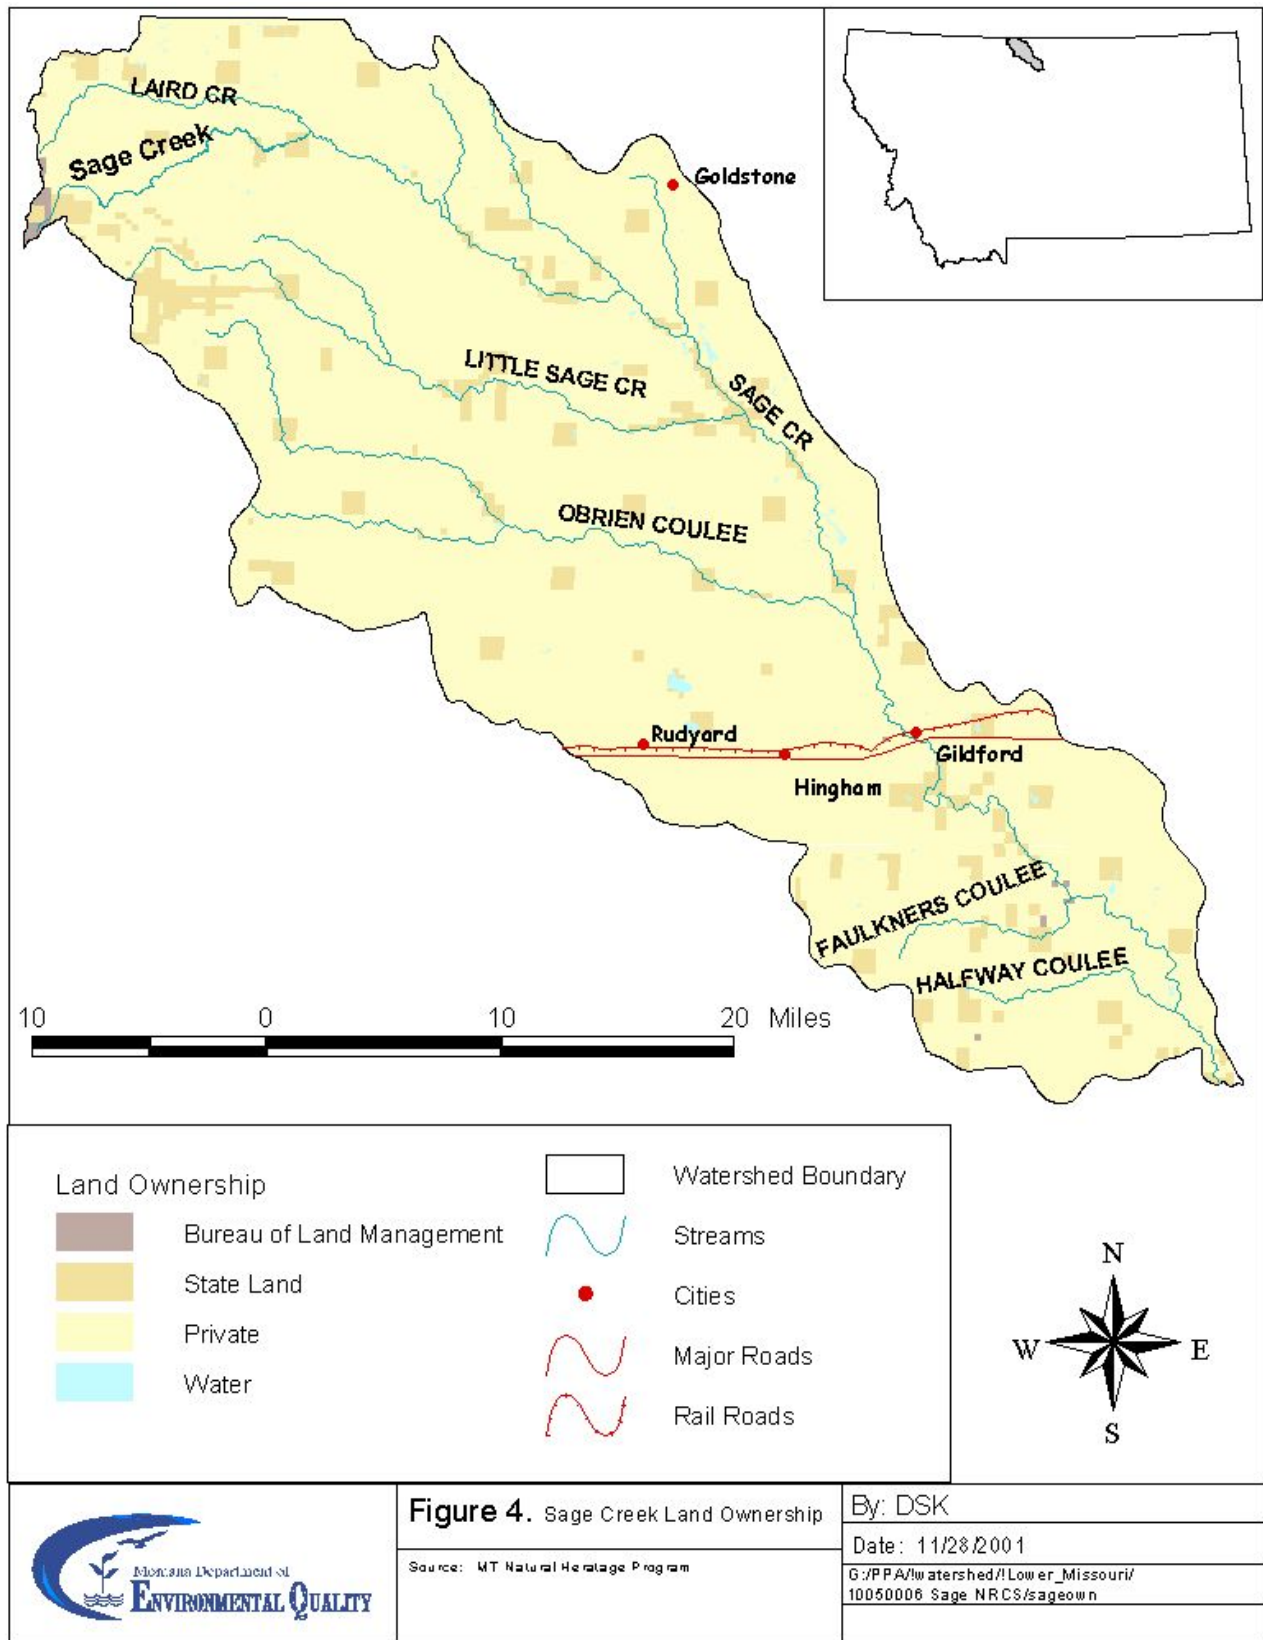 LAIRD CR
Sage Creek
Goldstone
LITTLE SAGE CR
SAGE CR
OBRIEN COULEE
Rudyard
Gildford
Hingham
FAULKNERS COULEE
HALFWAY COULEE
10 0 10 20 Miles
Land Ownership
Bureau of Land Management
State Land
Private
Water
Watershed Boundary
Streams
Cities
Major Roads
Rail Roads
N
W E
S
Montana Department of
ENVIRONMENTAL QUALITY
Figure 4. Sage Creek Land Ownership
Source: MT Natural Heratage Program
By: DSK
Date: 11/28/2001
G:/PPA/!watershed/!Lower_Missouri/
10050006 Sage NRCS/sageown